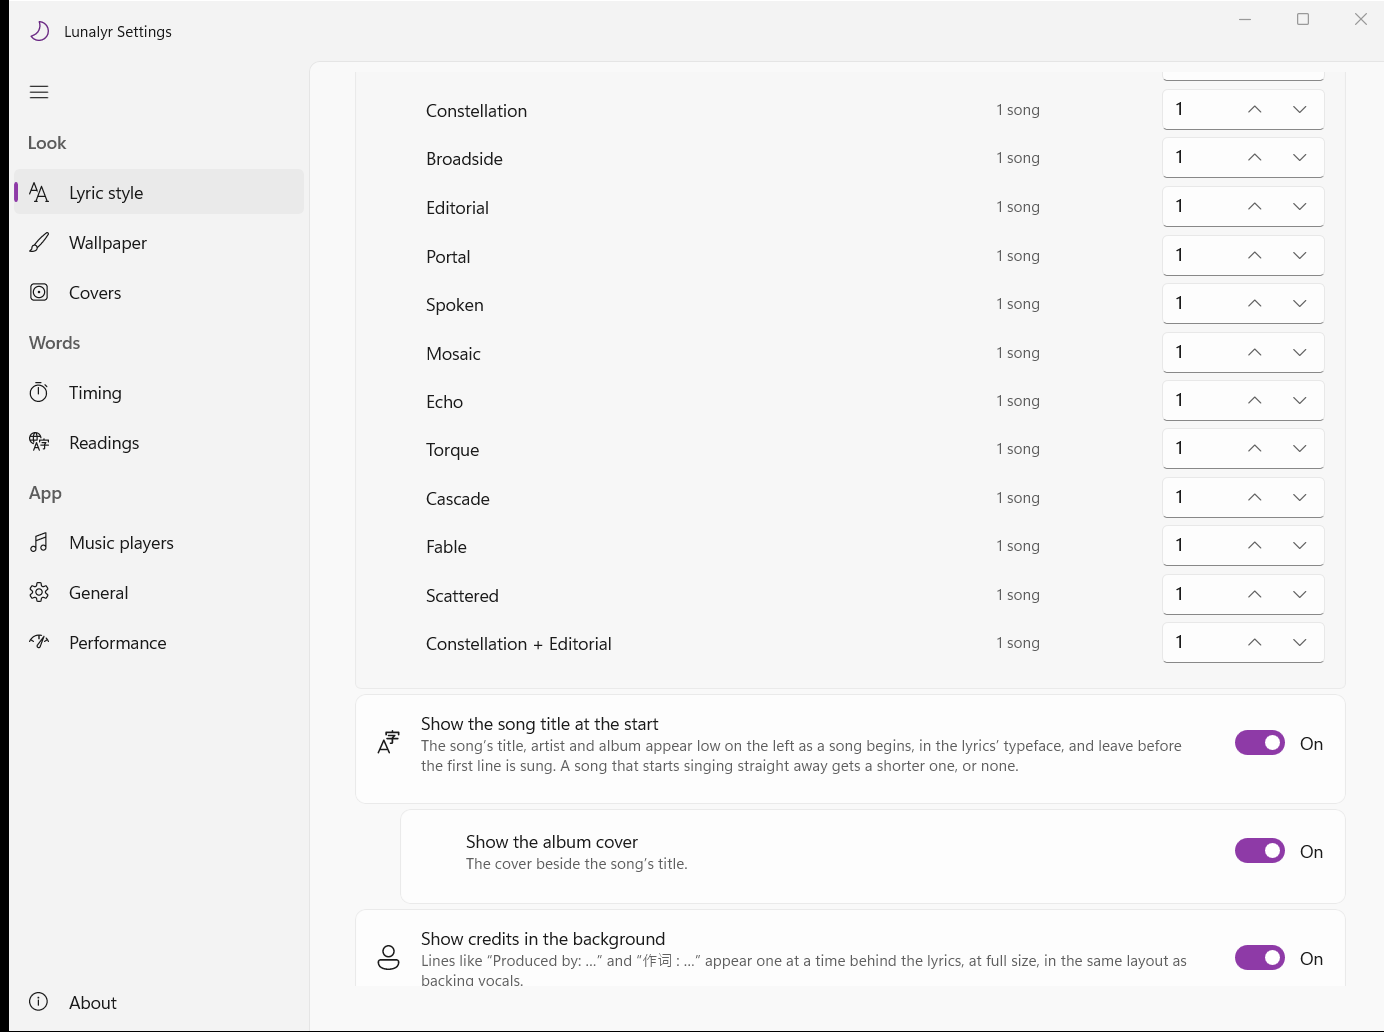 Lunalyr Settings
Look
Lyric style
Wallpaper
Covers
Words
Timing
Readings
App
Music players
General
Performance
About
Constellation 1 song 1
Broadside 1 song 1
Editorial 1 song 1
Portal 1 song 1
Spoken 1 song 1
Mosaic 1 song 1
Echo 1 song 1
Torque 1 song 1
Cascade 1 song 1
Fable 1 song 1
Scattered 1 song 1
Constellation + Editorial 1 song 1
Show the song title at the start
The song’s title, artist and album appear low on the left as a song begins, in the lyrics’ typeface, and leave before
the first line is sung. A song that starts singing straight away gets a shorter one, or none.
On
Show the album cover
The cover beside the song’s title.
On
Show credits in the background
Lines like “Produced by: …” and “作词 : …” appear one at a time behind the lyrics, at full size, in the same layout as
backing vocals.
On